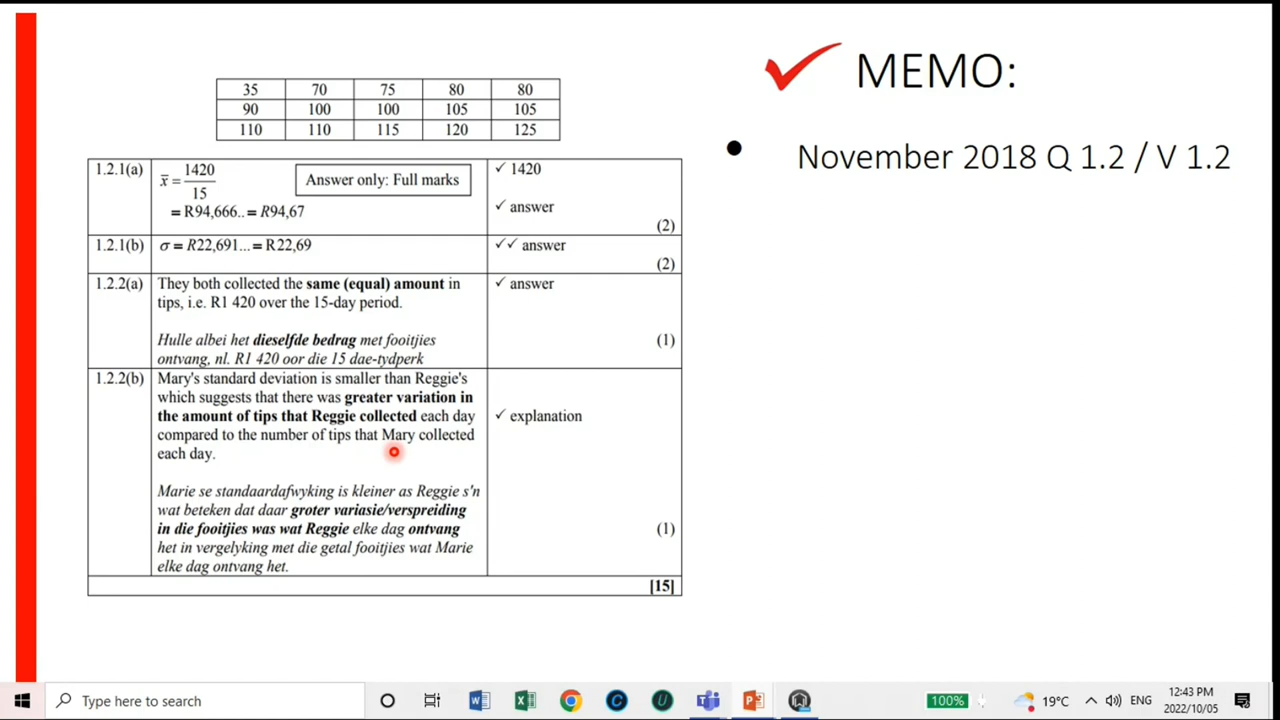 MEMO:
• November 2018 Q 1.2 / V 1.2
35 70 75 80 80
90 100 100 105 105
110 110 115 120 125
1.2.1(a) x̄ = 1420/15 Answer only: Full marks ✓ 1420
= R94,666.. = R94,67 ✓ answer
(2)
1.2.1(b) σ = R22,691... = R22,69 ✓✓ answer
(2)
1.2.2(a) They both collected the same (equal) amount in ✓ answer
tips, i.e. R1 420 over the 15-day period.
Hulle albei het dieselfde bedrag met fooitjies (1)
ontvang, nl. R1 420 oor die 15 dae-tydperk
1.2.2(b) Mary's standard deviation is smaller than Reggie's
which suggests that there was greater variation in
the amount of tips that Reggie collected each day ✓ explanation
compared to the number of tips that Mary collected
each day.
Marie se standaardafwyking is kleiner as Reggie s'n
wat beteken dat daar groter variasie/verspreiding
in die fooitjies was wat Reggie elke dag ontvang (1)
het in vergelyking met die getal fooitjies wat Marie
elke dag ontvang het.
[15]
Type here to search 100% 19°C ENG 12:43 PM
2022/10/05